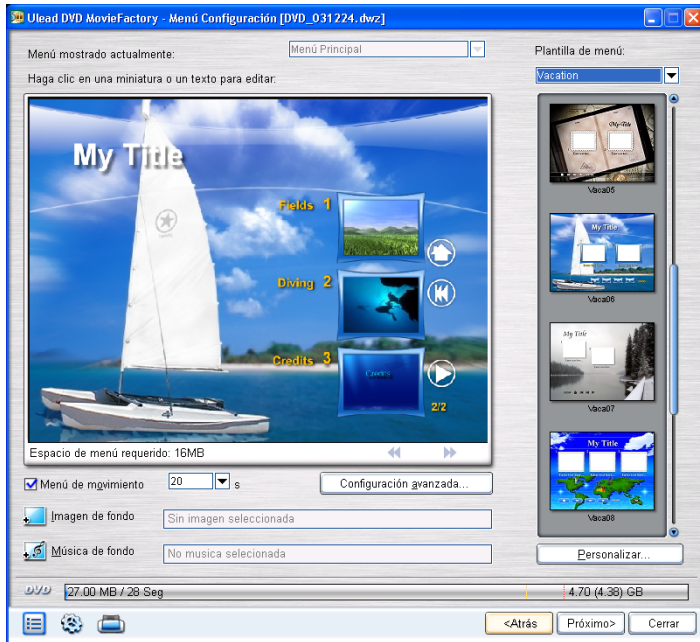 Ulead DVD MovieFactory - Menú Configuración [DVD_031224.dwz]
Menú mostrado actualmente:
Menú Principal
Plantilla de menú:
Haga clic en una miniatura o un texto para editar:
Vacation
My Title
Fields 1
Diving 2
Credits 3
Credits
2/2
My Title
Vaca05
My Title
Vaca06
My Title
Vaca07
My Title
Vaca08
Espacio de menú requerido: 16MB
Menú de movimiento
20
s
Configuración avanzada...
Imagen de fondo
Sin imagen seleccionada
Música de fondo
No musica selecionada
Personalizar...
DVD
27.00 MB / 28 Seg
4.70 (4.38) GB
<Atrás
Próximo>
Cerrar